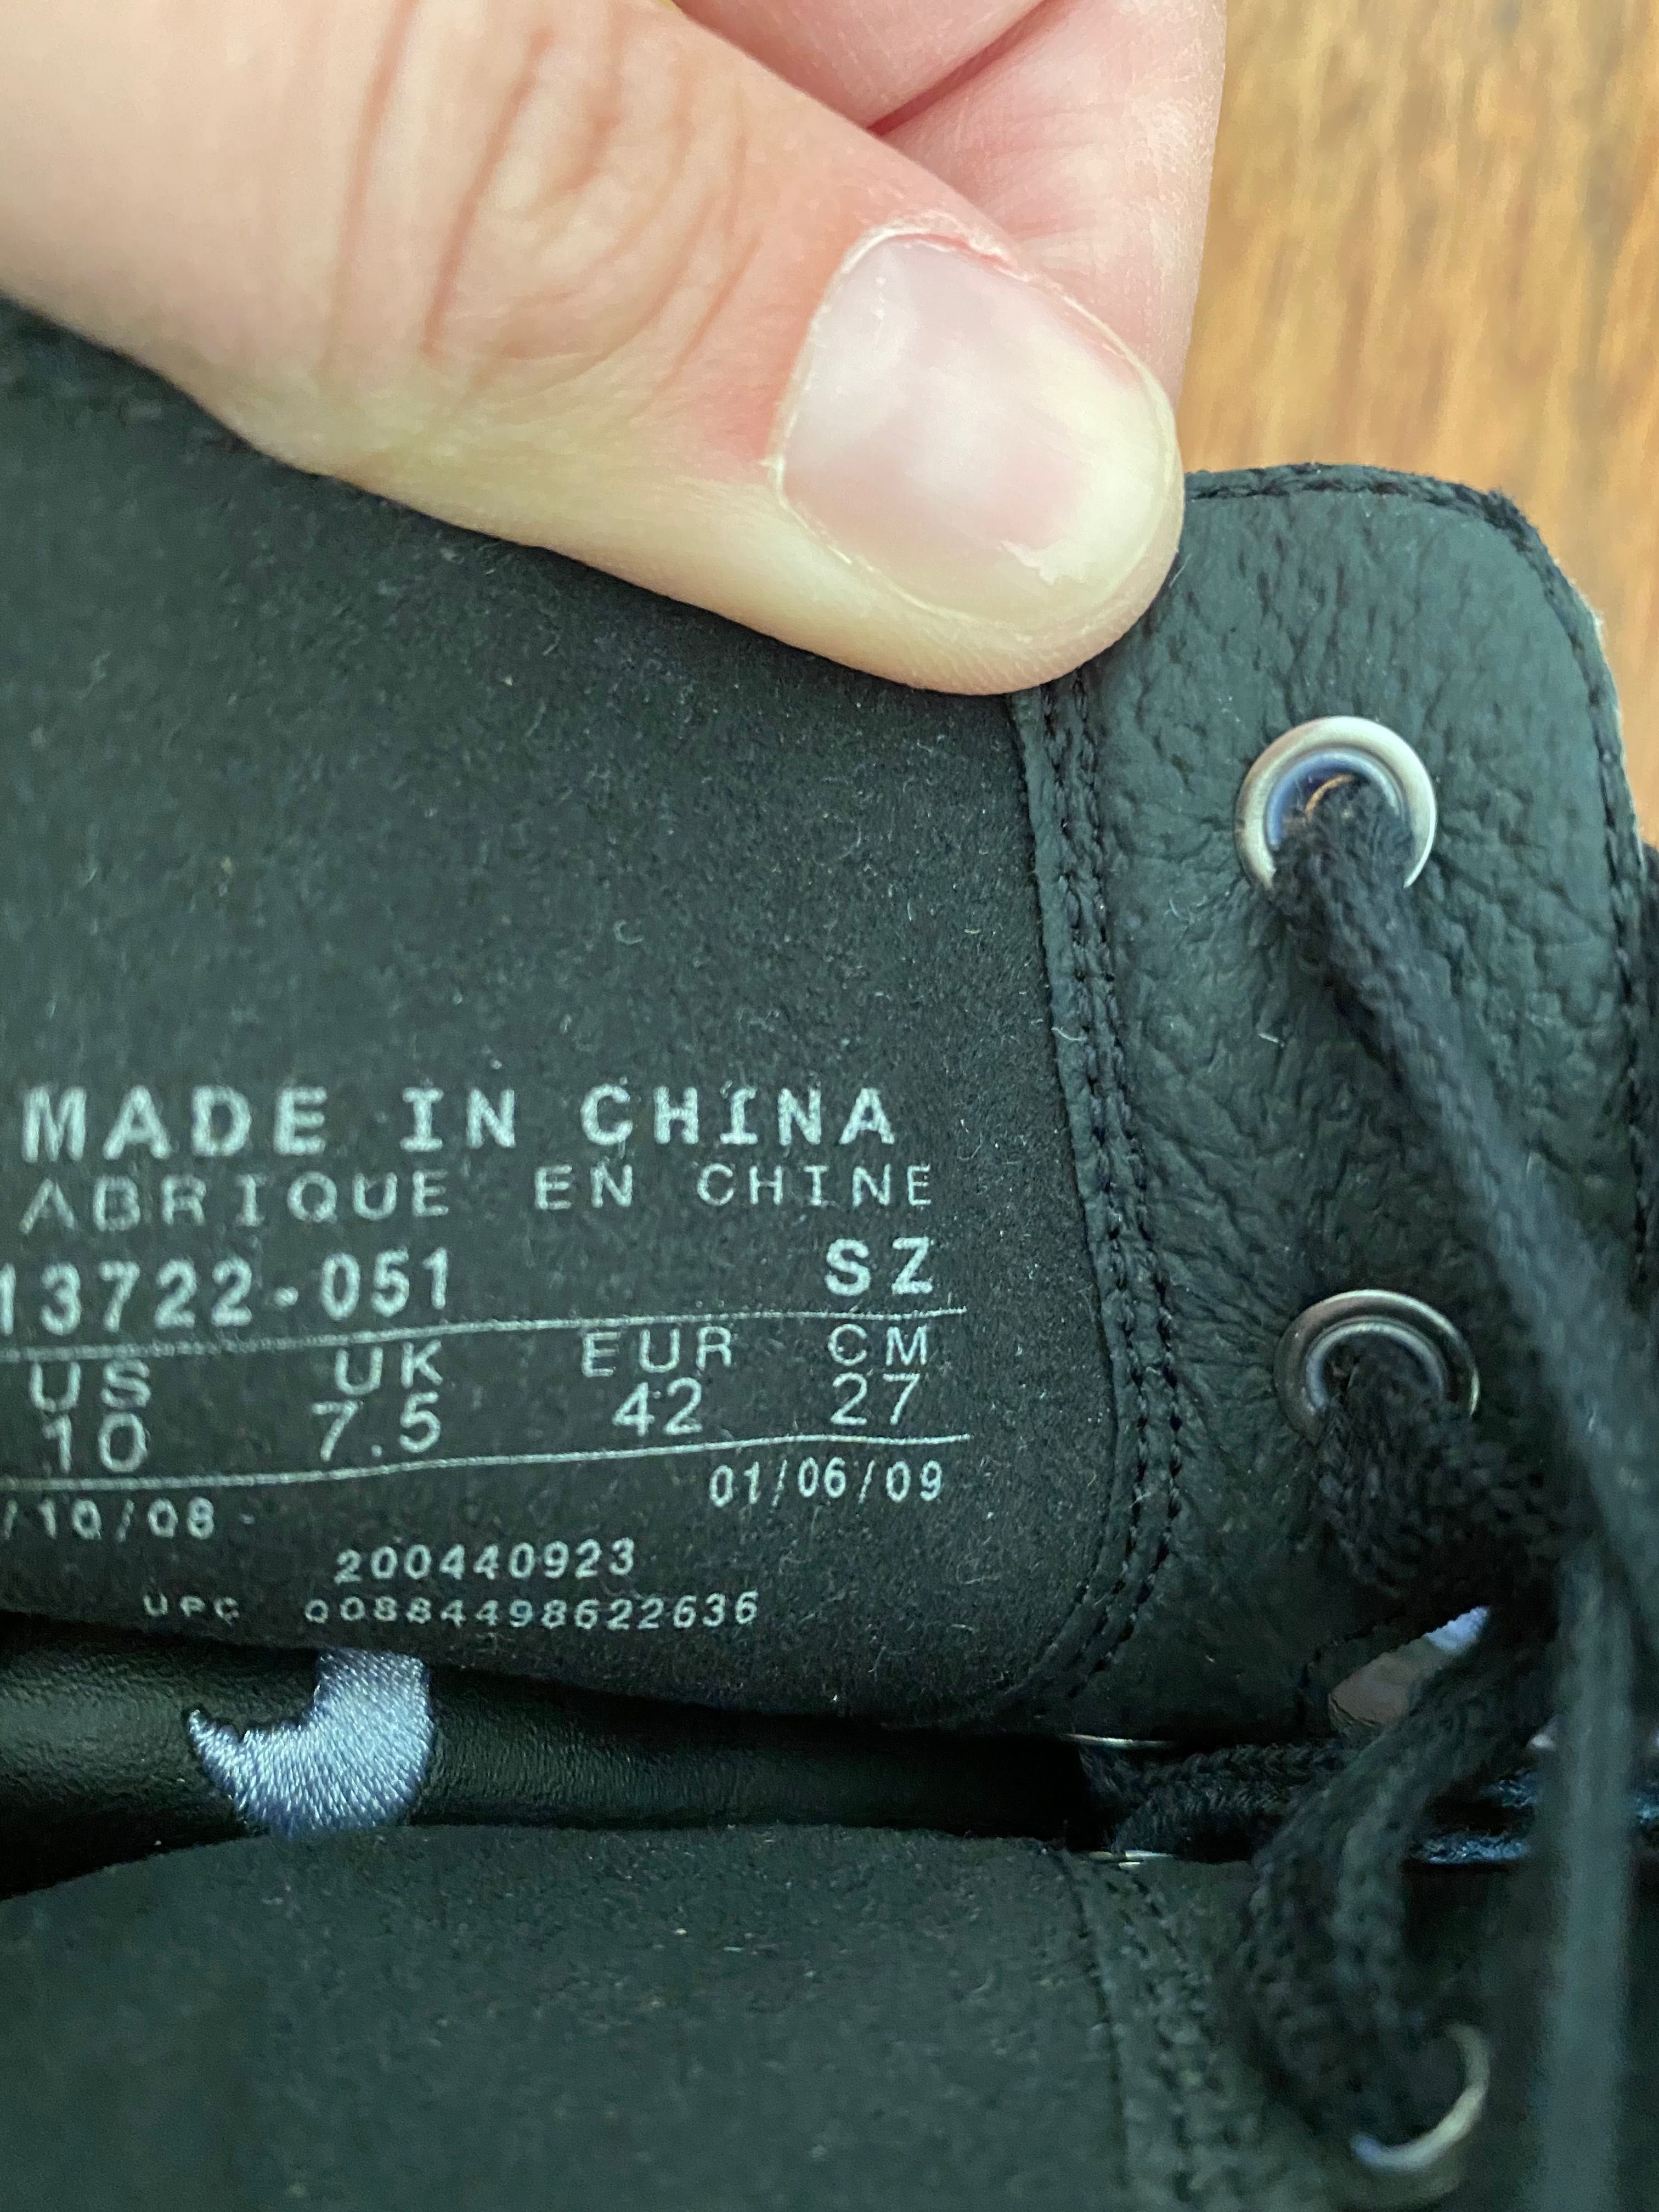 MADE IN CHINA
ABRIQUE EN CHINE
13722-051 SZ
US UK EUR CM
10 7.5 42 27
/10/08 - 01/06/09
200440923
UPC 00884498622636